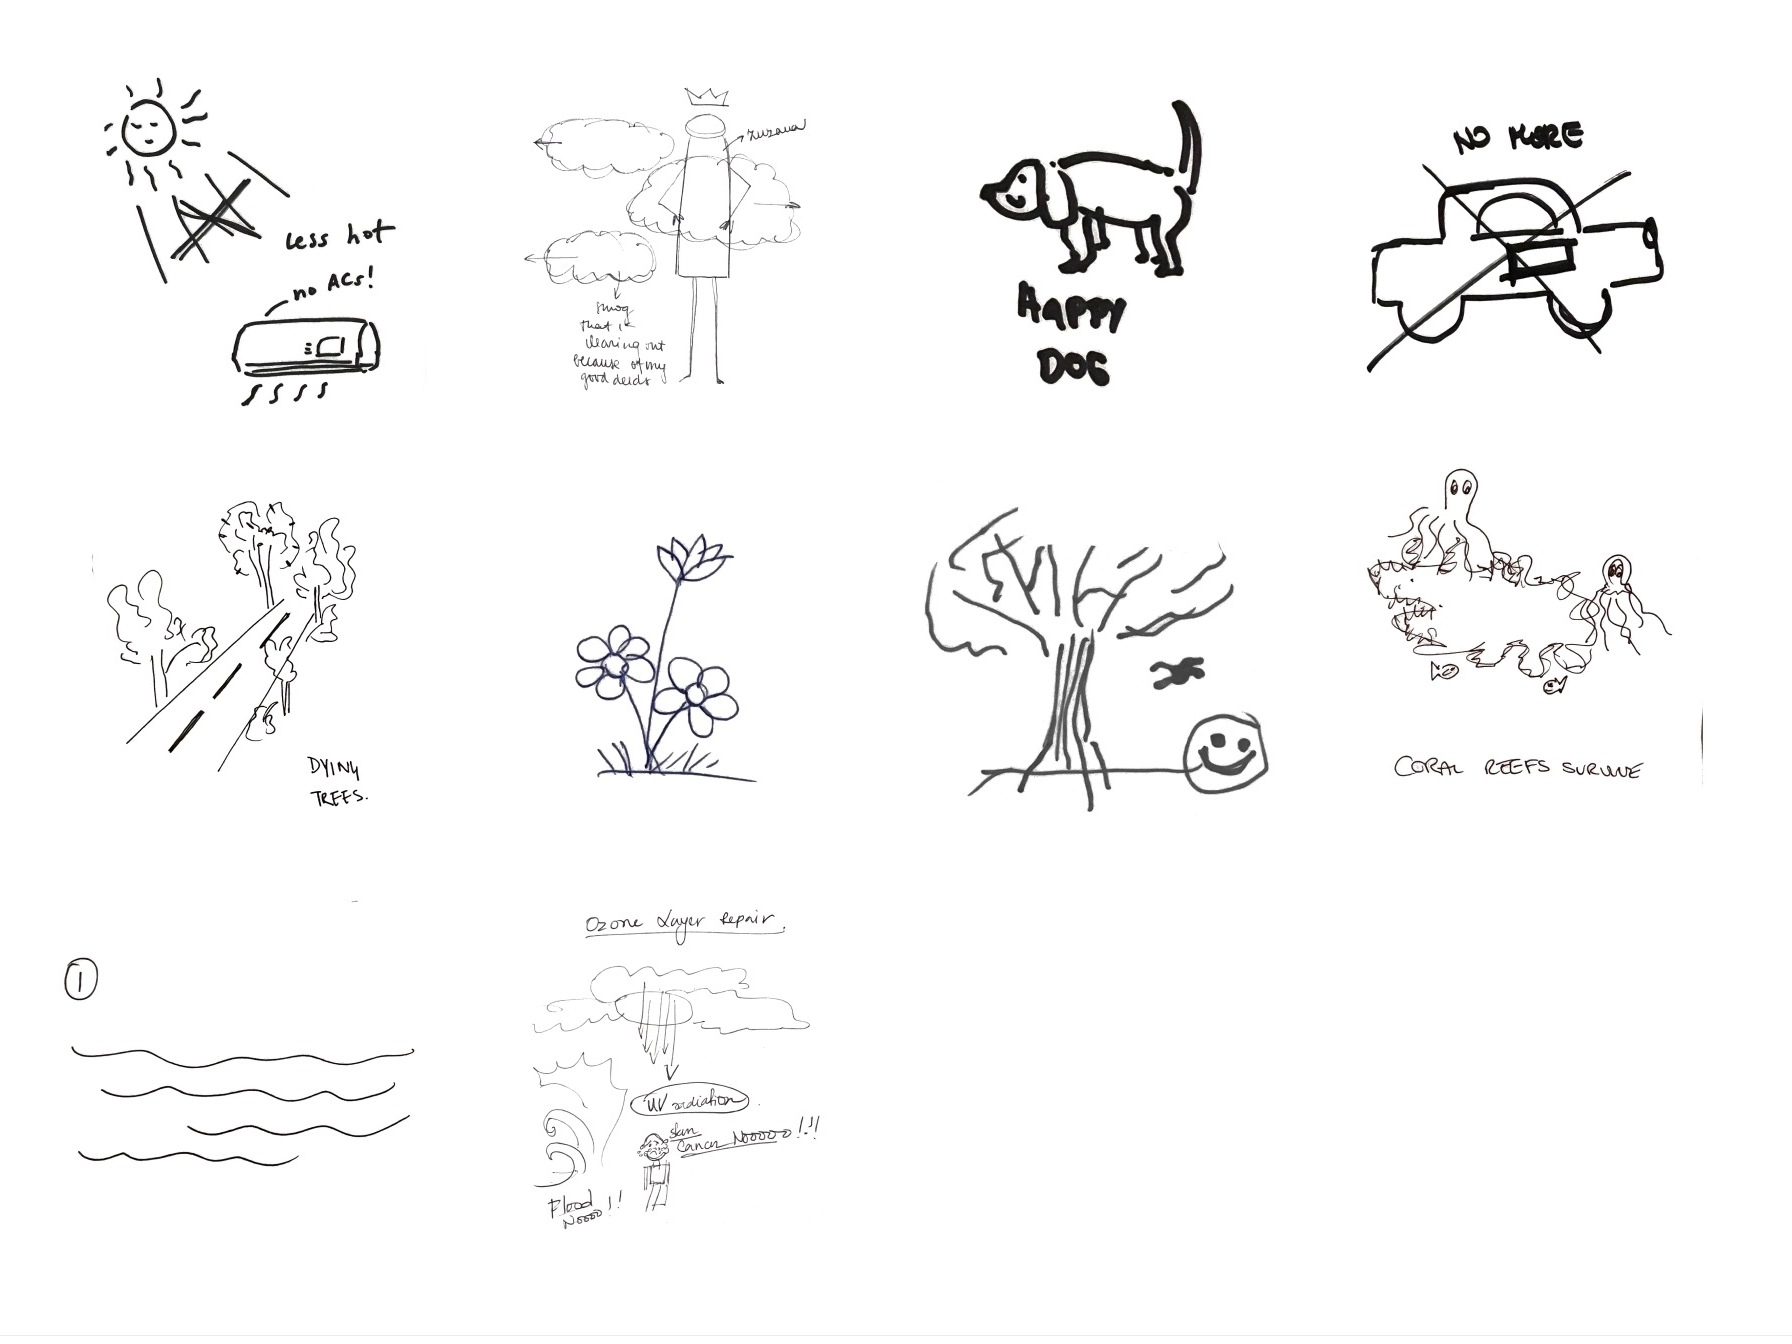 less hot
no ACs!
zuzana
smog
that is
clearing out
because of my
good deeds
HAPPY
DOG
NO MORE
DYING
TREES.
CORAL REEFS SURVIVE
1
Ozone Layer Repair.
UV radiation
skin
cancer Nooooo!!!
Flood
Noooo!!